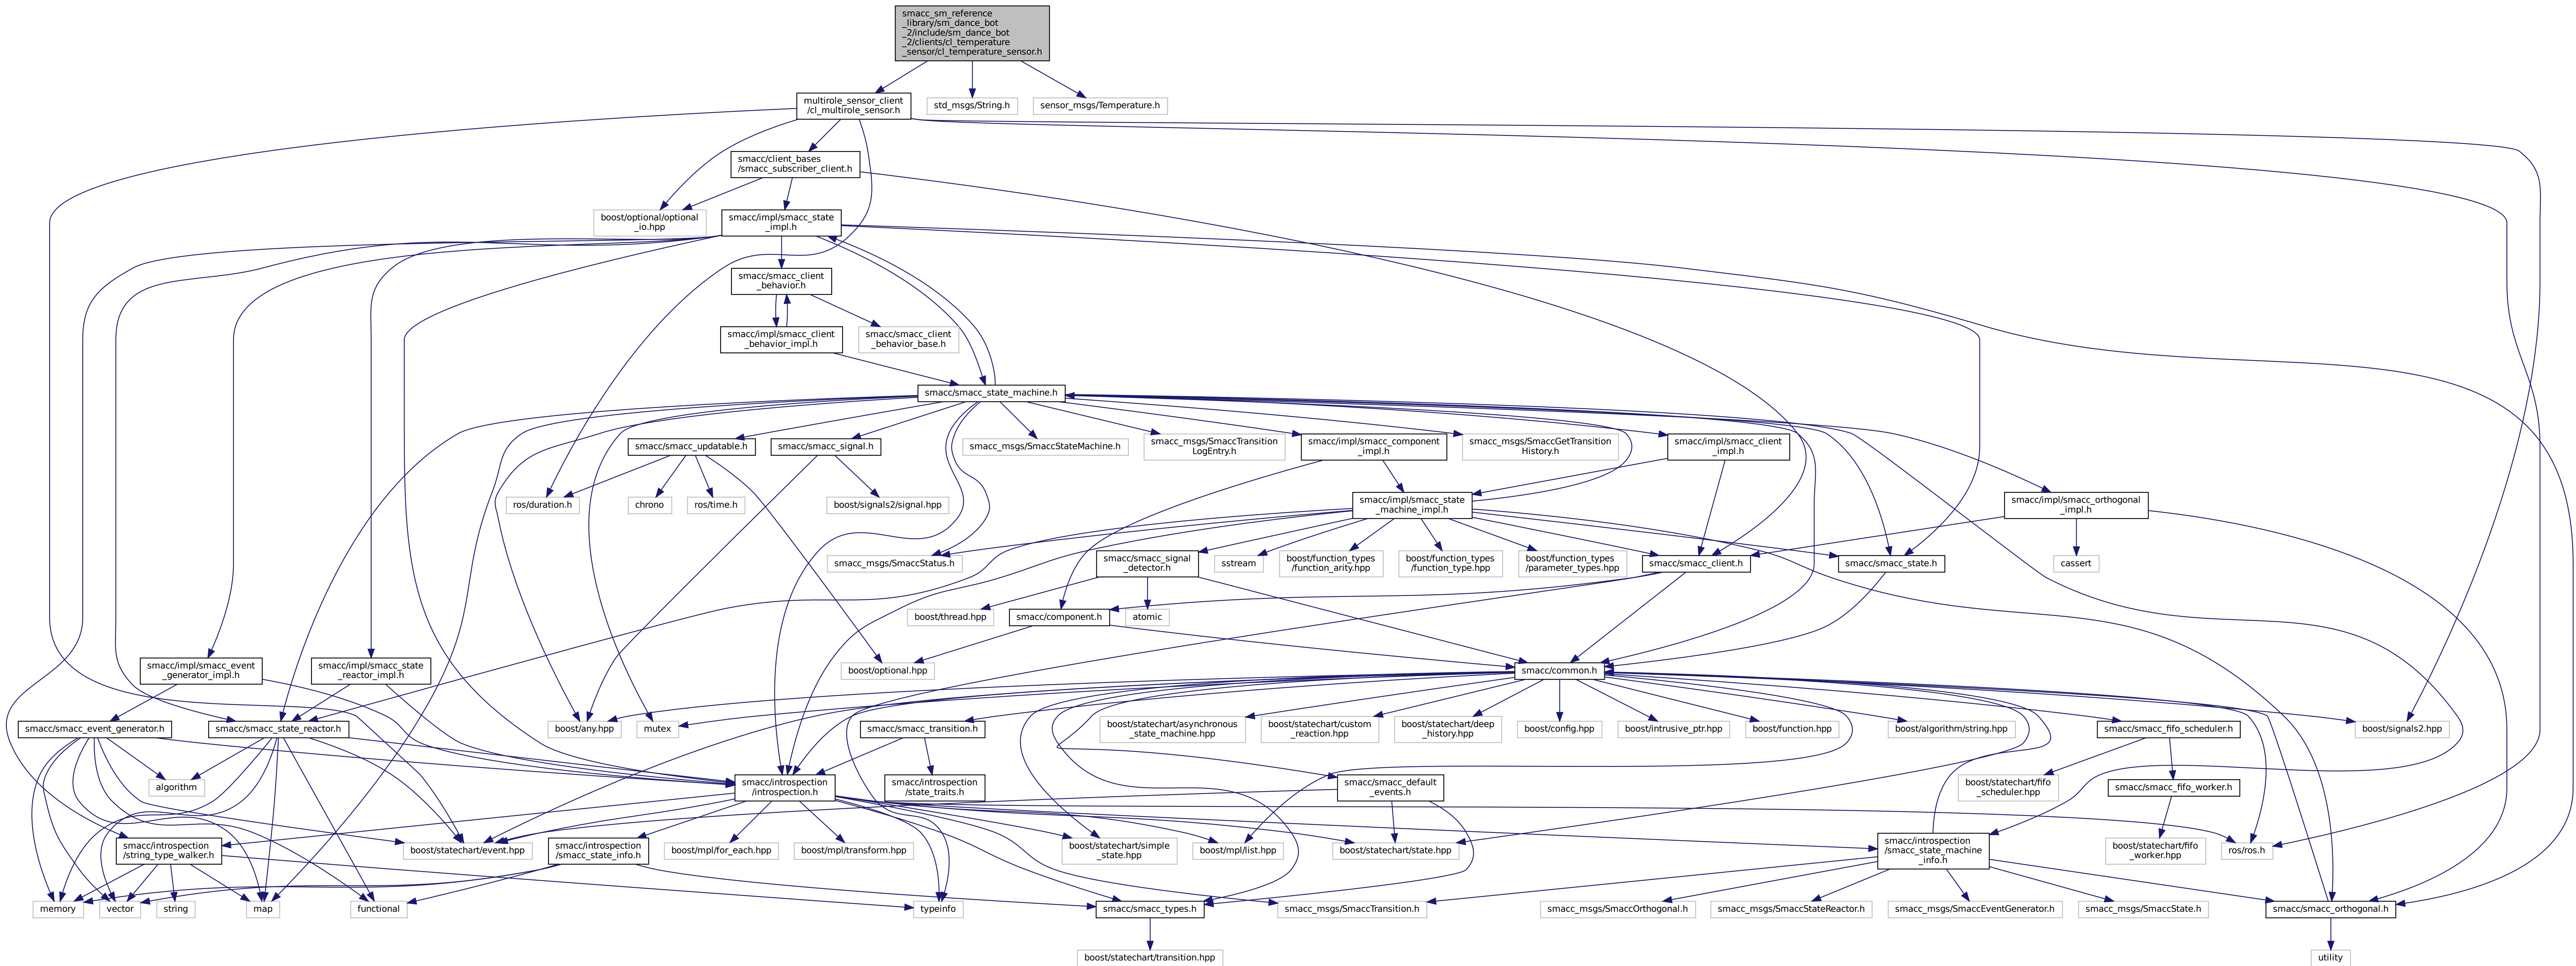 smacc_sm_reference
_library/sm_dance_bot
_2/include/sm_dance_bot
_2/clients/cl_temperature
_sensor/cl_temperature_sensor.h
multirole_sensor_client
/cl_multirole_sensor.h
std_msgs/String.h
sensor_msgs/Temperature.h
smacc/client_bases
/smacc_subscriber_client.h
boost/optional/optional
_io.hpp
smacc/impl/smacc_state
_impl.h
smacc/smacc_client
_behavior.h
smacc/impl/smacc_client
_behavior_impl.h
smacc/smacc_client
_behavior_base.h
smacc/smacc_state_machine.h
smacc/smacc_updatable.h
smacc/smacc_signal.h
smacc_msgs/SmaccStateMachine.h
smacc_msgs/SmaccTransition
LogEntry.h
smacc/impl/smacc_component
_impl.h
smacc_msgs/SmaccGetTransition
History.h
smacc/impl/smacc_client
_impl.h
ros/duration.h
chrono
ros/time.h
boost/signals2/signal.hpp
smacc/impl/smacc_state
_machine_impl.h
smacc/impl/smacc_orthogonal
_impl.h
smacc_msgs/SmaccStatus.h
smacc/smacc_signal
_detector.h
sstream
boost/function_types
/function_arity.hpp
boost/function_types
/function_type.hpp
boost/function_types
/parameter_types.hpp
smacc/smacc_client.h
smacc/smacc_state.h
cassert
boost/thread.hpp
smacc/component.h
atomic
smacc/impl/smacc_event
_generator_impl.h
smacc/impl/smacc_state
_reactor_impl.h
boost/optional.hpp
smacc/common.h
smacc/smacc_event_generator.h
smacc/smacc_state_reactor.h
boost/any.hpp
mutex
smacc/smacc_transition.h
boost/statechart/asynchronous
_state_machine.hpp
boost/statechart/custom
_reaction.hpp
boost/statechart/deep
_history.hpp
boost/config.hpp
boost/intrusive_ptr.hpp
boost/function.hpp
boost/algorithm/string.hpp
smacc/smacc_fifo_scheduler.h
boost/signals2.hpp
algorithm
smacc/introspection
/introspection.h
smacc/introspection
/state_traits.h
smacc/smacc_default
_events.h
boost/statechart/fifo
_scheduler.hpp
smacc/smacc_fifo_worker.h
smacc/introspection
/string_type_walker.h
boost/statechart/event.hpp
smacc/introspection
/smacc_state_info.h
boost/mpl/for_each.hpp
boost/mpl/transform.hpp
boost/statechart/simple
_state.hpp
boost/mpl/list.hpp
boost/statechart/state.hpp
smacc/introspection
/smacc_state_machine
_info.h
boost/statechart/fifo
_worker.hpp
ros/ros.h
memory
vector
string
map
functional
typeinfo
smacc/smacc_types.h
smacc_msgs/SmaccTransition.h
smacc_msgs/SmaccOrthogonal.h
smacc_msgs/SmaccStateReactor.h
smacc_msgs/SmaccEventGenerator.h
smacc_msgs/SmaccState.h
smacc/smacc_orthogonal.h
boost/statechart/transition.hpp
utility